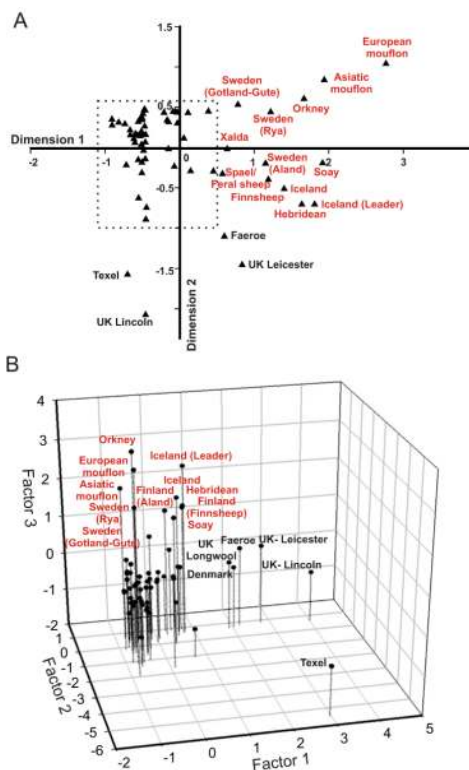 A
1.5
European
mouflon
Asiatic
mouflon
Sweden
(Gotland-Gute)
Orkney
0.5
Sweden
(Rya)
Dimension 1
Xalda
-2
-1
1
2
3
Sweden
(Aland)
Soay
Spael/
Feral sheep
-0.5
Finnsheep
Iceland
Iceland (Leader)
Hebridean
Faeroe
Texel
-1.5
UK Leicester
UK Lincoln
Dimension 2
B
4
3
2
1
0
-1
-2
Factor 3
Orkney
European
mouflon
Asiatic
mouflon
Sweden
(Rya)
Sweden
(Gotland-Gute)
Iceland (Leader)
Iceland
Finland
(Aland)
Hebridean
Finland
(Finnsheep)
Soay
UK
Longwool
Faeroe
UK- Leicester
Denmark
UK- Lincoln
Texel
1
0
-1
-2
-3
-4
-5
-6
Factor 2
-2
-1
0
1
2
3
4
5
Factor 1